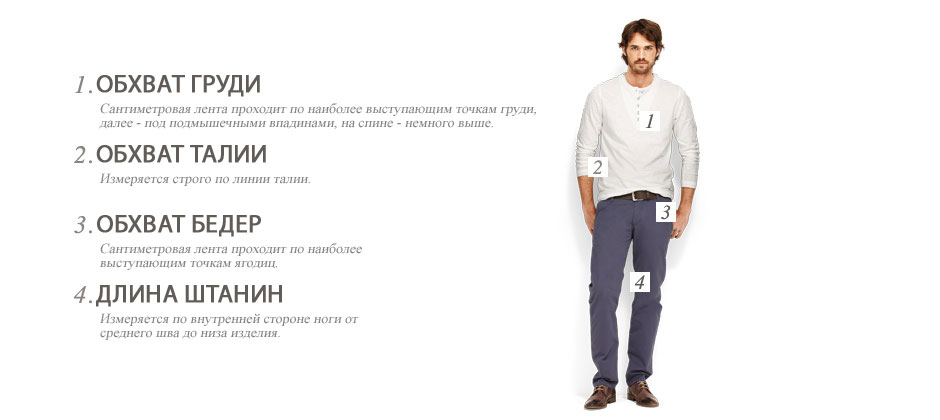 1. ОБХВАТ ГРУДИ
Сантиметровая лента проходит по наиболее выступающим точкам груди,
далее - под подмышечными впадинами, на спине - немного выше.
2. ОБХВАТ ТАЛИИ
Измеряется строго по линии талии.
3. ОБХВАТ БЕДЕР
Сантиметровая лента проходит по наиболее
выступающим точкам ягодиц.
4. ДЛИНА ШТАНИН
Измеряется по внутренней стороне ноги от
среднего шва до низа изделия.
1
2
3
4